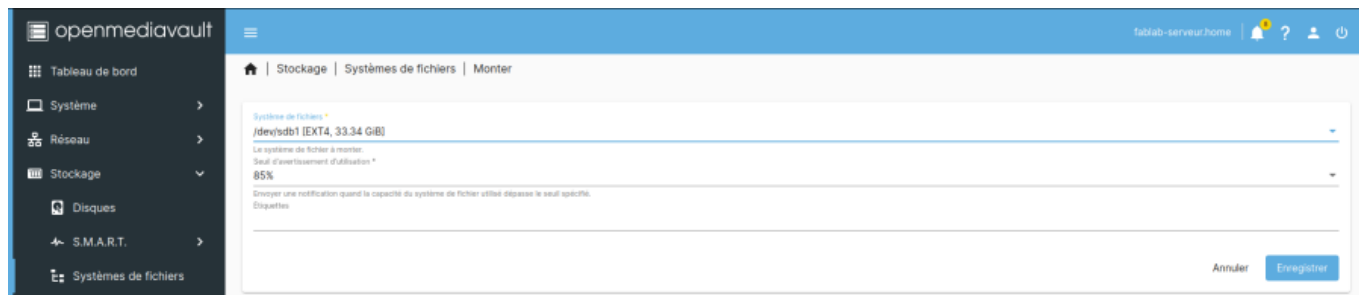 openmediavault
fablab-serveur.home
Tableau de bord
Stockage | Systèmes de fichiers | Monter
Système
Système de fichiers *
/dev/sdb1 [EXT4, 33.34 GiB]
Réseau
Le système de fichier à monter.
Seuil d'avertissement d'utilisation *
Stockage
85%
Envoyer une notification quand la capacité du système de fichier utilisé dépasse le seuil spécifié.
Étiquettes
Disques
S.M.A.R.T.
Systèmes de fichiers
Annuler
Enregistrer